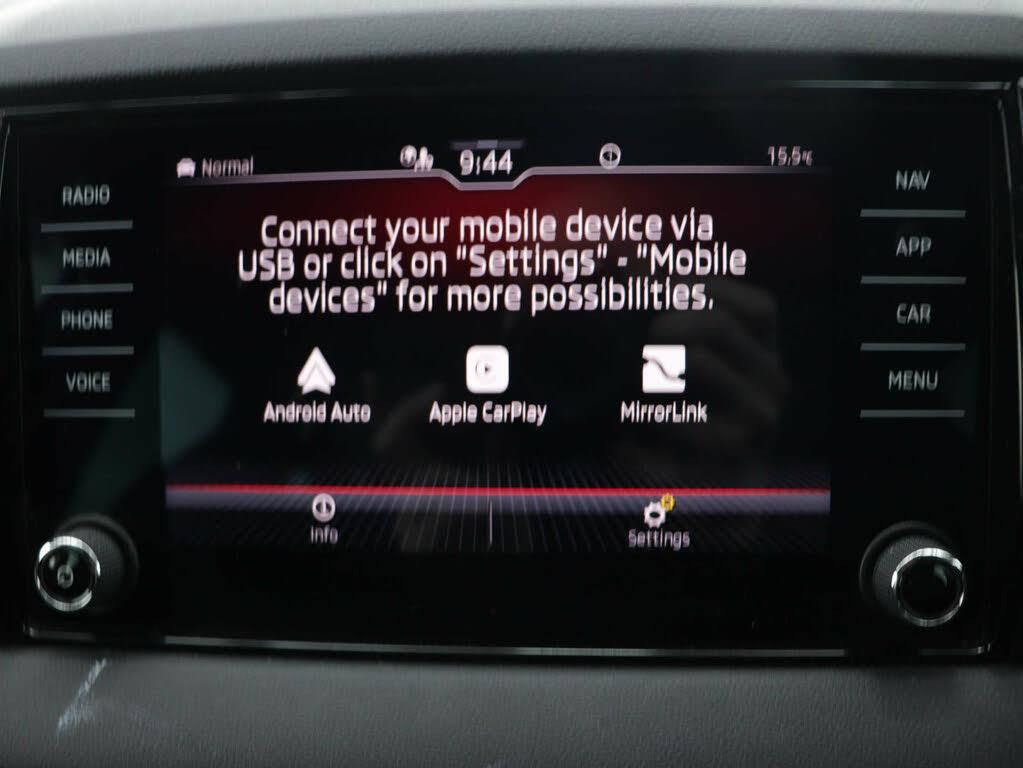 Normal 9:44 15,5°C
RADIO
MEDIA
PHONE
VOICE
Connect your mobile device via
USB or click on "Settings" - "Mobile
devices" for more possibilities.
Android Auto Apple CarPlay MirrorLink
Info Settings
NAV
APP
CAR
MENU